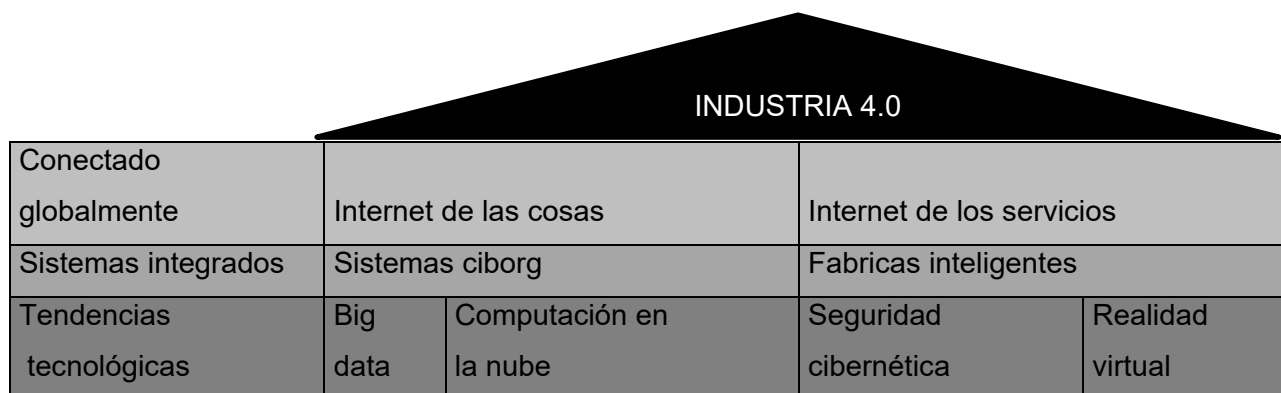 INDUSTRIA 4.0
Conectado
globalmente
Internet de las cosas
Internet de los servicios
Sistemas integrados
Sistemas ciborg
Fabricas inteligentes
Tendencias
tecnológicas
Big
data
Computación en
la nube
Seguridad
cibernética
Realidad
virtual